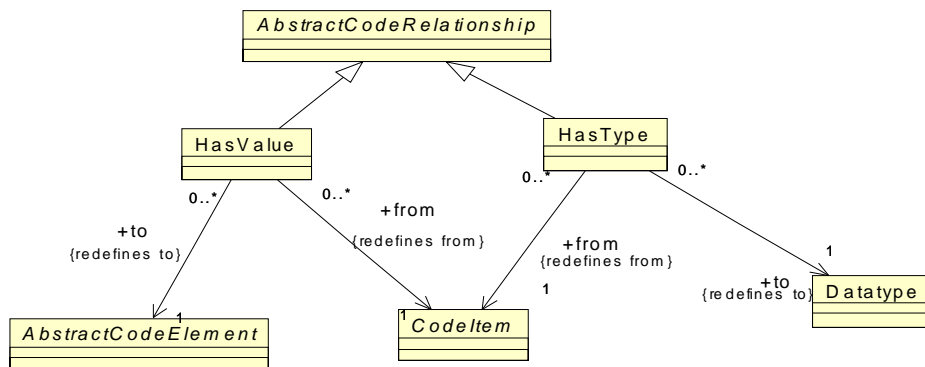 AbstractCodeRelationship
HasValue
HasType
0..*
0..*
0..*
0..*
+to
{redefines to}
+from
{redefines from}
+from
{redefines from}
1
1
+to
{redefines to}
Datatype
AbstractCodeElement
1
1
CodeItem